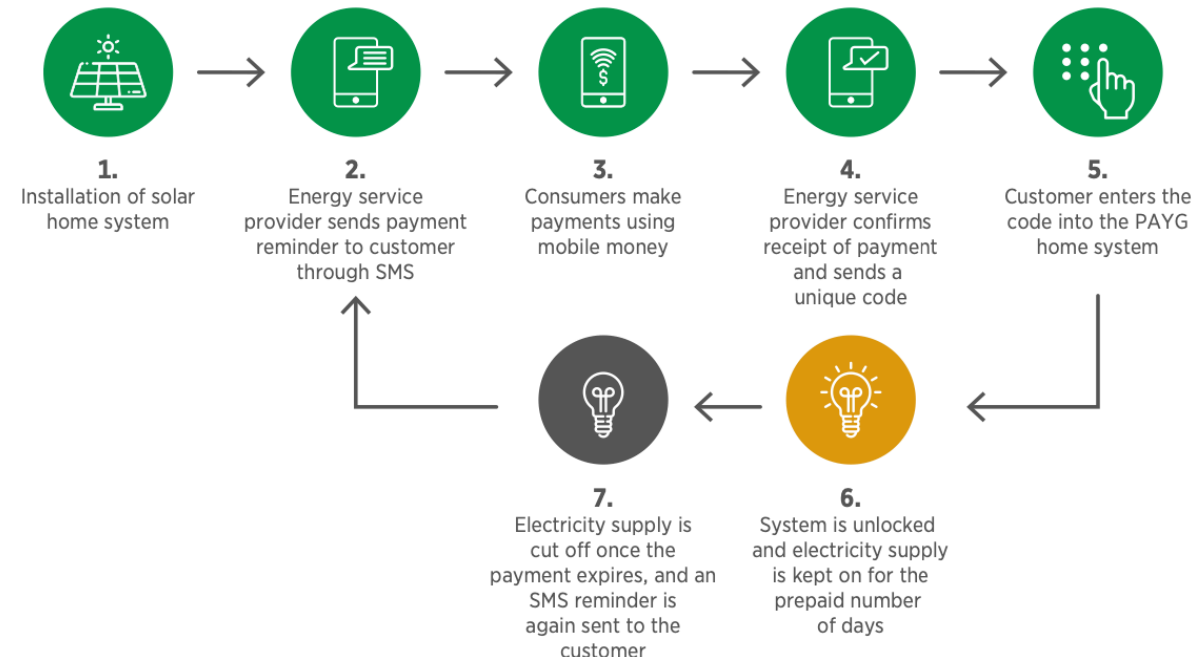 1.
Installation of solar
home system
2.
Energy service
provider sends payment
reminder to customer
through SMS
3.
Consumers make
payments using
mobile money
4.
Energy service
provider confirms
receipt of payment
and sends a
unique code
5.
Customer enters the
code into the PAYG
home system
$
7.
Electricity supply is
cut off once the
payment expires, and an
SMS reminder is
again sent to the
customer
6.
System is unlocked
and electricity supply
is kept on for the
prepaid number
of days